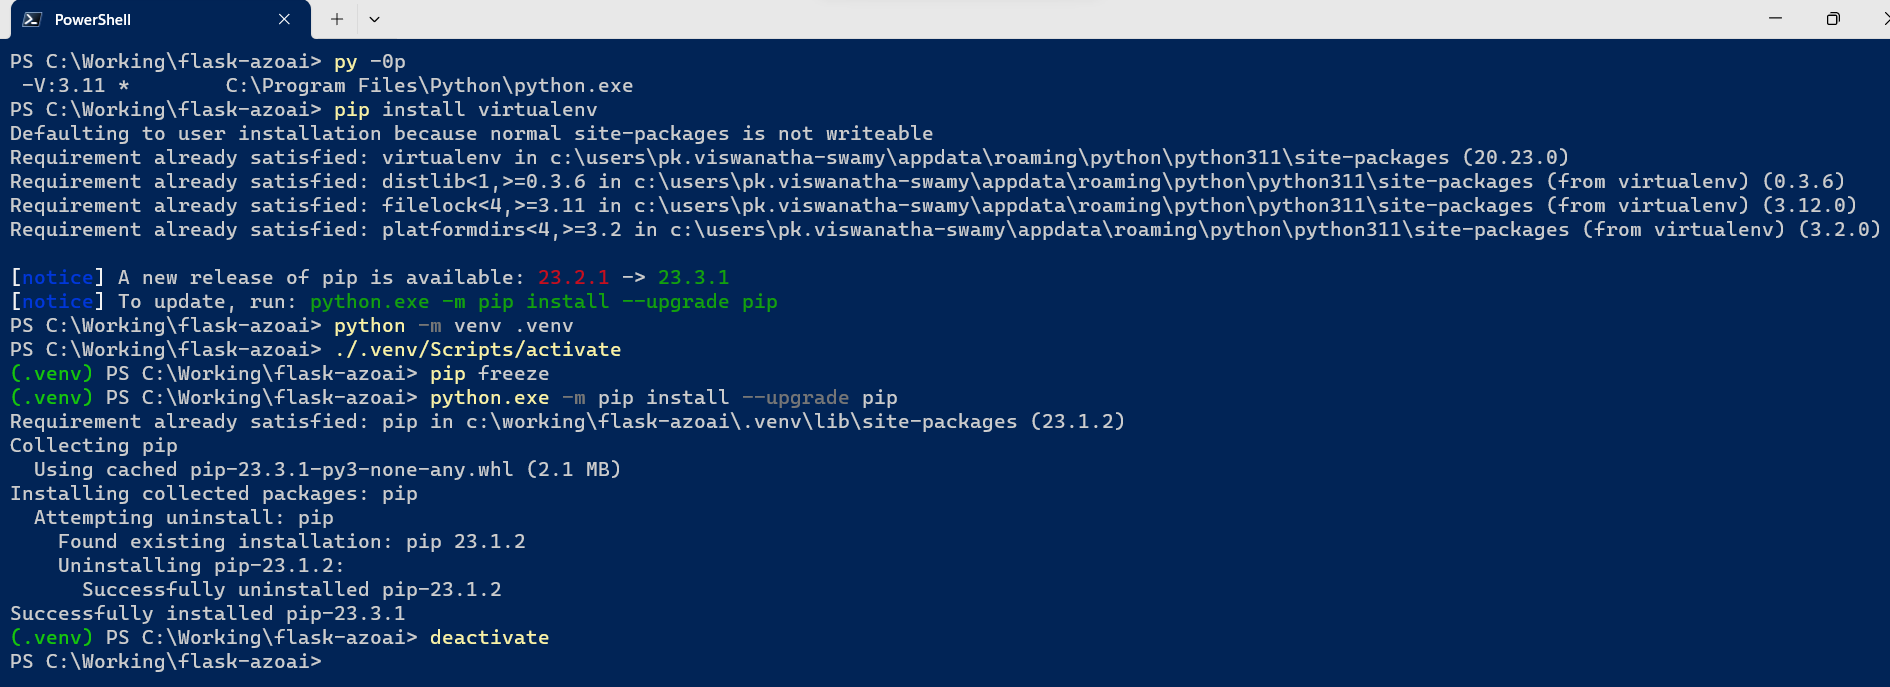 PowerShell
PS C:\Working\flask-azoai> py -0p
 -V:3.11 *        C:\Program Files\Python\python.exe
PS C:\Working\flask-azoai> pip install virtualenv
Defaulting to user installation because normal site-packages is not writeable
Requirement already satisfied: virtualenv in c:\users\pk.viswanatha-swamy\appdata\roaming\python\python311\site-packages (20.23.0)
Requirement already satisfied: distlib<1,>=0.3.6 in c:\users\pk.viswanatha-swamy\appdata\roaming\python\python311\site-packages (from virtualenv) (0.3.6)
Requirement already satisfied: filelock<4,>=3.11 in c:\users\pk.viswanatha-swamy\appdata\roaming\python\python311\site-packages (from virtualenv) (3.12.0)
Requirement already satisfied: platformdirs<4,>=3.2 in c:\users\pk.viswanatha-swamy\appdata\roaming\python\python311\site-packages (from virtualenv) (3.2.0)
[notice] A new release of pip is available: 23.2.1 -> 23.3.1
[notice] To update, run: python.exe -m pip install --upgrade pip
PS C:\Working\flask-azoai> python -m venv .venv
PS C:\Working\flask-azoai> ./.venv/Scripts/activate
(.venv) PS C:\Working\flask-azoai> pip freeze
(.venv) PS C:\Working\flask-azoai> python.exe -m pip install --upgrade pip
Requirement already satisfied: pip in c:\working\flask-azoai\.venv\lib\site-packages (23.1.2)
Collecting pip
  Using cached pip-23.3.1-py3-none-any.whl (2.1 MB)
Installing collected packages: pip
  Attempting uninstall: pip
    Found existing installation: pip 23.1.2
    Uninstalling pip-23.1.2:
      Successfully uninstalled pip-23.1.2
Successfully installed pip-23.3.1
(.venv) PS C:\Working\flask-azoai> deactivate
PS C:\Working\flask-azoai>